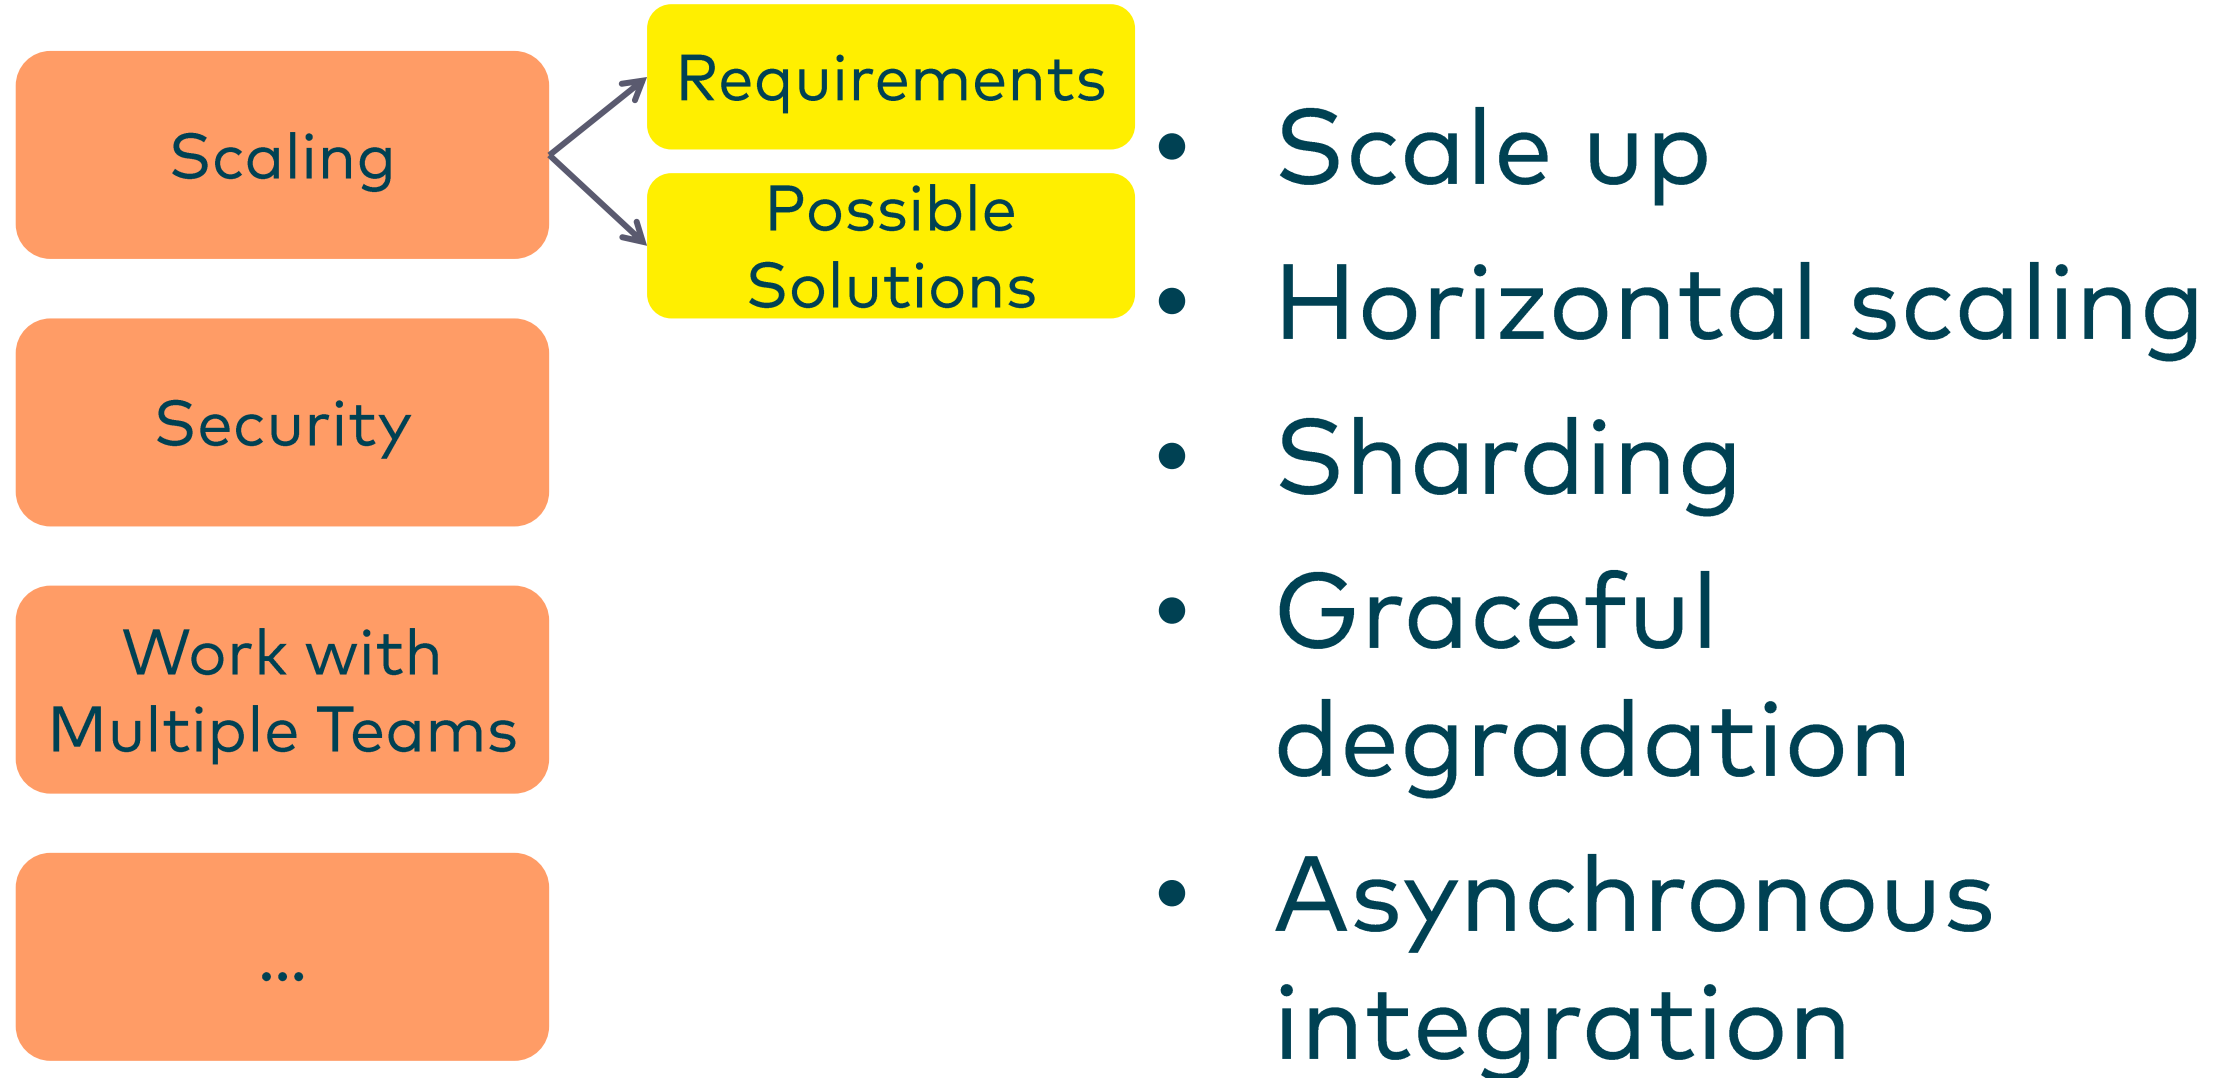 Scaling
Requirements
Possible
Solutions
Security
Work with
Multiple Teams
...
• Scale up
• Horizontal scaling
• Sharding
• Graceful
degradation
• Asynchronous
integration